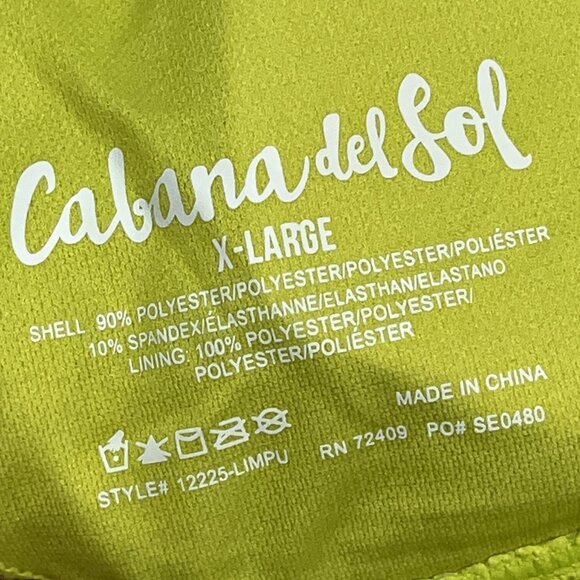 Cabana del Sol
X-LARGE
SHELL 90% POLYESTER/POLYESTER/POLYESTER/POLIÉSTER
10% SPANDEX/ÉLASTHANNE/ELASTHAN/ELASTANO
LINING: 100% POLYESTER/POLYESTER/
POLYESTER/POLIÉSTER
MADE IN CHINA
STYLE# 12225-LIMPU RN 72409 PO# SE0480